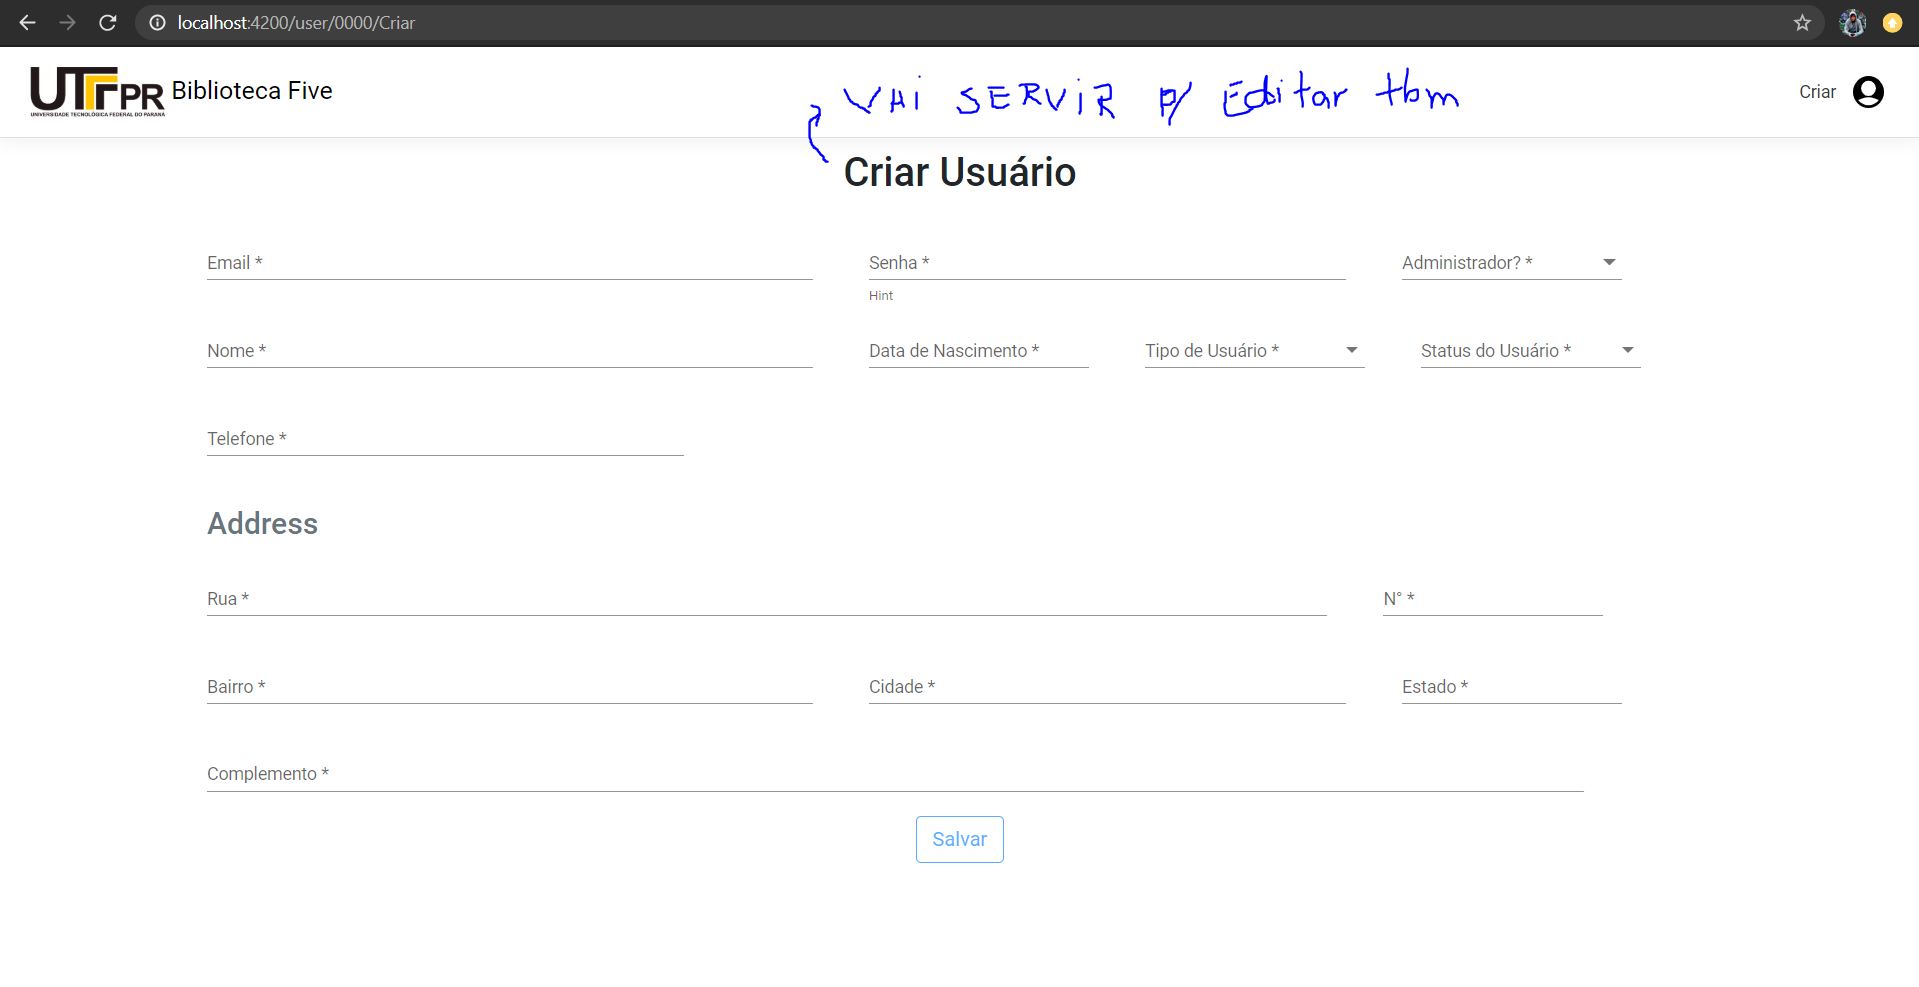 localhost:4200/user/0000/Criar
UTFPR Biblioteca Five
UNIVERSIDADE TECNOLÓGICA FEDERAL DO PARANÁ
VAI SERVIR P/ Editar tbm
Criar
Criar Usuário
Email * Senha * Administrador? *
Hint
Nome * Data de Nascimento * Tipo de Usuário * Status do Usuário *
Telefone *
Address
Rua * N° *
Bairro * Cidade * Estado *
Complemento *
Salvar